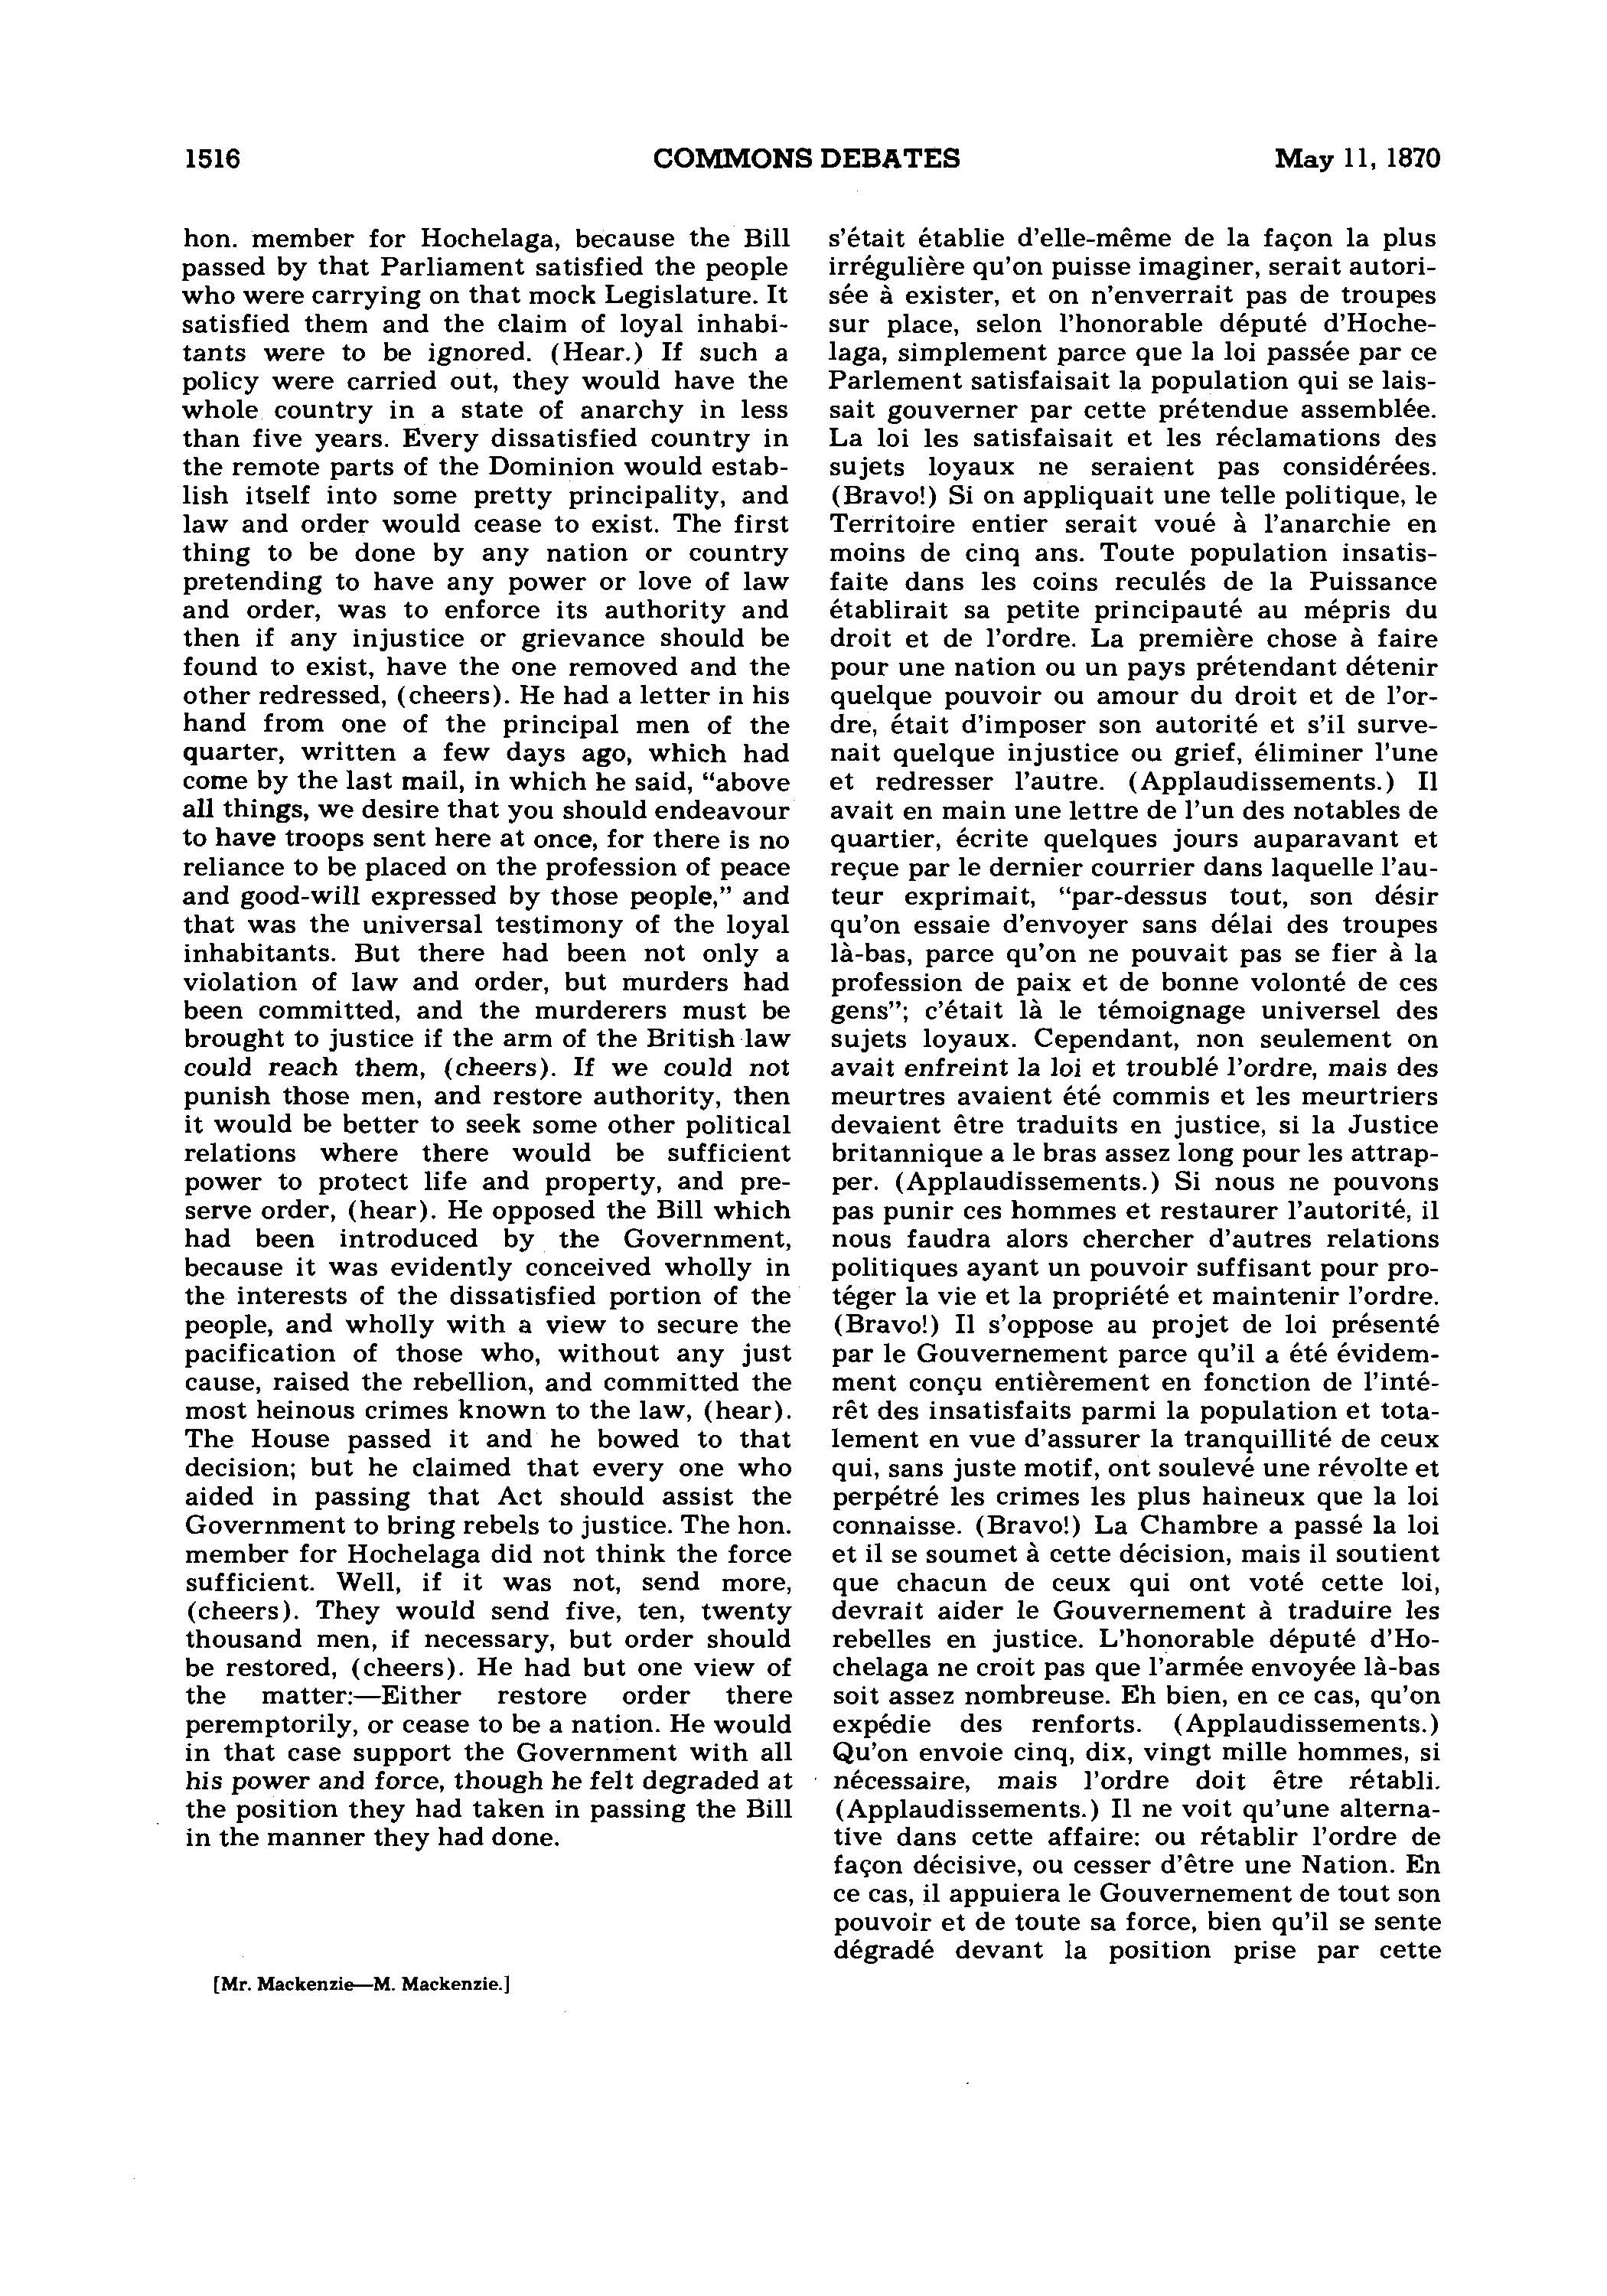 1516 COMMONS DEBATES May 11, 1870
hon. member for Hochelaga, because the Bill
passed by that Parliament satisfied the people
who were carrying on that mock Legislature. It
satisfied them and the claim of loyal inhabi-
tants were to be ignored. (Hear.) If such a
policy were carried out, they would have the
whole country in a state of anarchy in less
than five years. Every dissatisfied country in
the remote parts of the Dominion would estab-
lish itself into some pretty principality, and
law and order would cease to exist. The first
thing to be done by any nation or country
pretending to have any power or love of law
and order, was to enforce its authority and
then if any injustice or grievance should be
found to exist, have the one removed and the
other redressed, (cheers). He had a letter in his
hand from one of the principal men of the
quarter, written a few days ago, which had
come by the last mail, in which he said, "above
all things, we desire that you should endeavour
to have troops sent here at once, for there is no
reliance to be placed on the profession of peace
and good-will expressed by those people," and
that was the universal testimony of the loyal
inhabitants. But there had been not only a
violation of law and order, but murders had
been committed, and the murderers must be
brought to justice if the arm of the British law
could reach them, (cheers). If we could not
punish those men, and restore authority, then
it would be better to seek some other political
relations where there would be sufficient
power to protect life and property, and pre-
serve order, (hear). He opposed the Bill which
had been introduced by the Government,
because it was evidently conceived wholly in
the interests of the dissatisfied portion of the
people, and wholly with a view to secure the
pacification of those who, without any just
cause, raised the rebellion, and committed the
most heinous crimes known to the law, (hear).
The House passed it and he bowed to that
decision; but he claimed that every one who
aided in passing that Act should assist the
Government to bring rebels to justice. The hon.
member for Hochelaga did not think the force
sufficient. Well, if it was not, send more,
(cheers). They would send five, ten, twenty
thousand men, if necessary, but order should
be restored, (cheers). He had but one view of
the matter:—Either restore order there
peremptorily, or cease to be a nation. He would
in that case support the Government with all
his power and force, though he felt degraded at
the position they had taken in passing the Bill
in the manner they had done.
s'était établie d'elle-même de la façon la plus
irrégulière qu'on puisse imaginer, serait autori-
sée à exister, et on n'enverrait pas de troupes
sur place, selon l'honorable député d'Hoche-
laga, simplement parce que la loi passée par ce
Parlement satisfaisait la population qui se lais-
sait gouverner par cette prétendue assemblée.
La loi les satisfaisait et les réclamations des
sujets loyaux ne seraient pas considérées.
(Bravo!) Si on appliquait une telle politique, le
Territoire entier serait voué à l'anarchie en
moins de cinq ans. Toute population insatis-
faite dans les coins reculés de la Puissance
établirait sa petite principauté au mépris du
droit et de l'ordre. La première chose à faire
pour une nation ou un pays prétendant détenir
quelque pouvoir ou amour du droit et de l'or-
dre, était d'imposer son autorité et s'il surve-
nait quelque injustice ou grief, éliminer l'une
et redresser l'autre. (Applaudissements.) Il
avait en main une lettre de l'un des notables de
quartier, écrite quelques jours auparavant et
reçue par le dernier courrier dans laquelle l'au-
teur exprimait, "par-dessus tout, son désir
qu'on essaie d'envoyer sans délai des troupes
là-bas, parce qu'on ne pouvait pas se fier à la
profession de paix et de bonne volonté de ces
gens"; c'était là le témoignage universel des
sujets loyaux. Cependant, non seulement on
avait enfreint la loi et troublé l'ordre, mais des
meurtres avaient été commis et les meurtriers
devaient être traduits en justice, si la Justice
britannique a le bras assez long pour les attrap-
per. (Applaudissements.) Si nous ne pouvons
pas punir ces hommes et restaurer l'autorité, il
nous faudra alors chercher d'autres relations
politiques ayant un pouvoir suffisant pour pro-
téger la vie et la propriété et maintenir l'ordre.
(Bravo!) Il s'oppose au projet de loi présenté
par le Gouvernement parce qu'il a été évidem-
ment conçu entièrement en fonction de l'inté-
rêt des insatisfaits parmi la population et tota-
lement en vue d'assurer la tranquillité de ceux
qui, sans juste motif, ont soulevé une révolte et
perpétré les crimes les plus haineux que la loi
connaisse. (Bravo!) La Chambre a passé la loi
et il se soumet à cette décision, mais il soutient
que chacun de ceux qui ont voté cette loi,
devrait aider le Gouvernement à traduire les
rebelles en justice. L'honorable député d'Ho-
chelaga ne croit pas que l'armée envoyée là-bas
soit assez nombreuse. Eh bien, en ce cas, qu'on
expédie des renforts. (Applaudissements.)
Qu'on envoie cinq, dix, vingt mille hommes, si
nécessaire, mais l'ordre doit être rétabli.
(Applaudissements.) Il ne voit qu'une alterna-
tive dans cette affaire: ou rétablir l'ordre de
façon décisive, ou cesser d'être une Nation. En
ce cas, il appuiera le Gouvernement de tout son
pouvoir et de toute sa force, bien qu'il se sente
dégradé devant la position prise par cette
[Mr. Mackenzie—M. Mackenzie.]